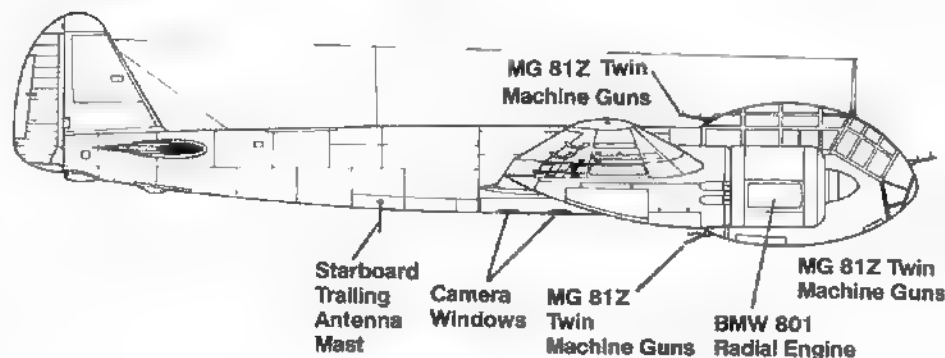 MG 81Z Twin
Machine Guns
Starboard
Trailing
Antenna
Mast
Camera
Windows
MG 81Z
Twin
Machine Guns
BMW 801
Radial Engine
MG 81Z Twin
Machine Guns